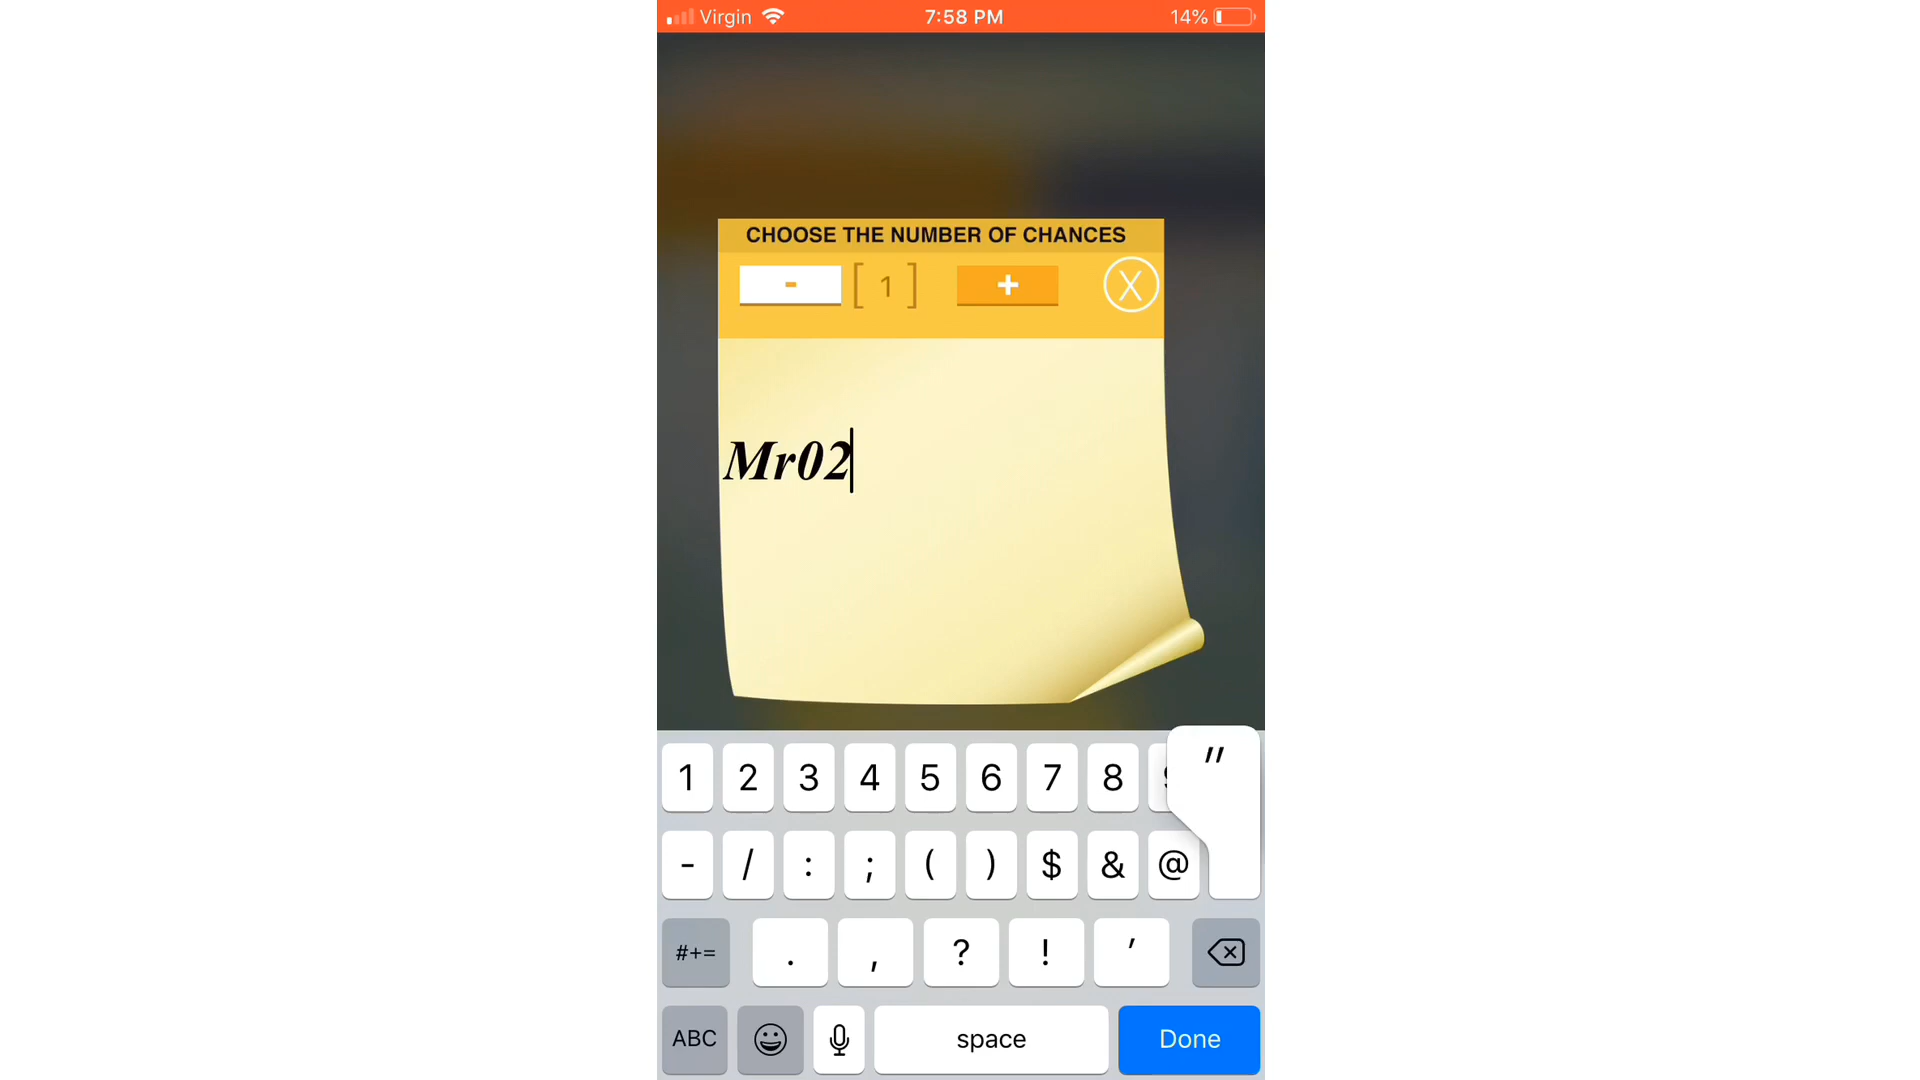 Virgin 7:58 PM 14%
CHOOSE THE NUMBER OF CHANCES
- [ 1 ] + X
Mr02
1 2 3 4 5 6 7 8 "
- / : ; ( ) $ & @
#+= . , ? ! '
ABC space Done